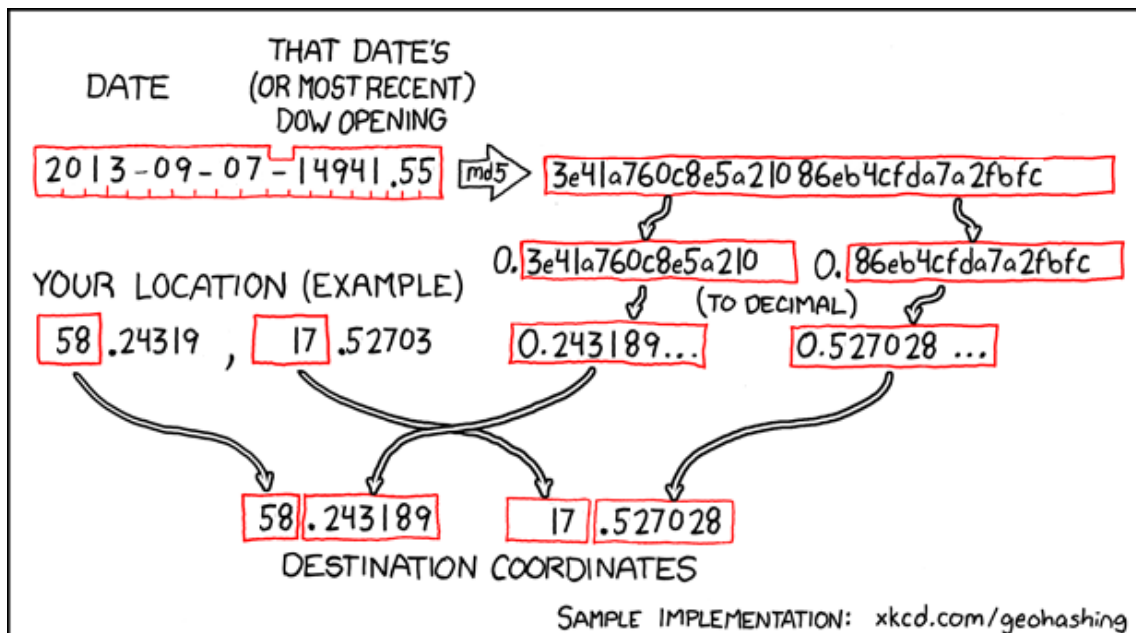 DATE
THAT DATE'S
(OR MOST RECENT)
DOW OPENING
2013-09-07-14941.55
md5
3e41a760c8e5a21086eb4cfda7a2fbfc
0.3e41a760c8e5a210
0.86eb4cfda7a2fbfc
(TO DECIMAL)
YOUR LOCATION (EXAMPLE)
58.24319, 17.52703
0.243189...
0.527028...
58.243189
17.527028
DESTINATION COORDINATES
SAMPLE IMPLEMENTATION: xkcd.com/geohashing